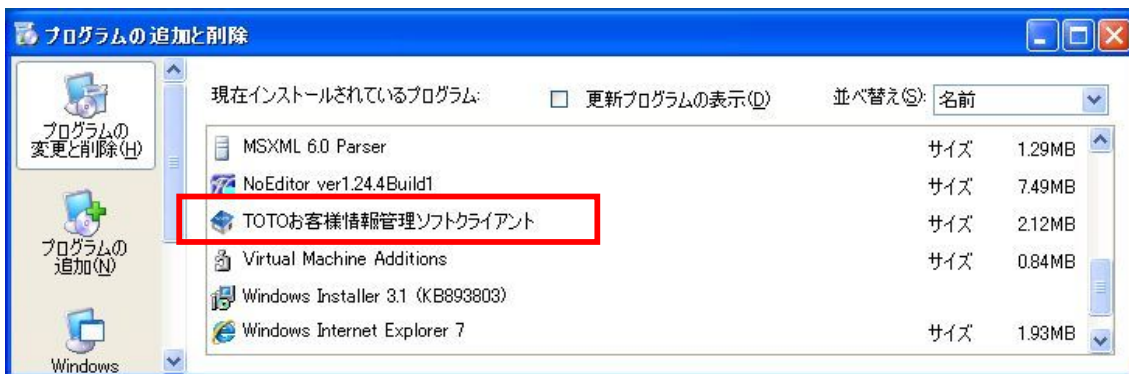 プログラムの追加と削除
プログラムの
変更と削除(H)
プログラムの
追加(N)
Windows
現在インストールされているプログラム:
更新プログラムの表示(D)
並べ替え(S): 名前
MSXML 6.0 Parser サイズ 1.29MB
NoEditor ver1.24.4Build1 サイズ 7.49MB
TOTOお客様情報管理ソフトクライアント サイズ 2.12MB
Virtual Machine Additions サイズ 0.84MB
Windows Installer 3.1 (KB893803)
Windows Internet Explorer 7 サイズ 1.93MB